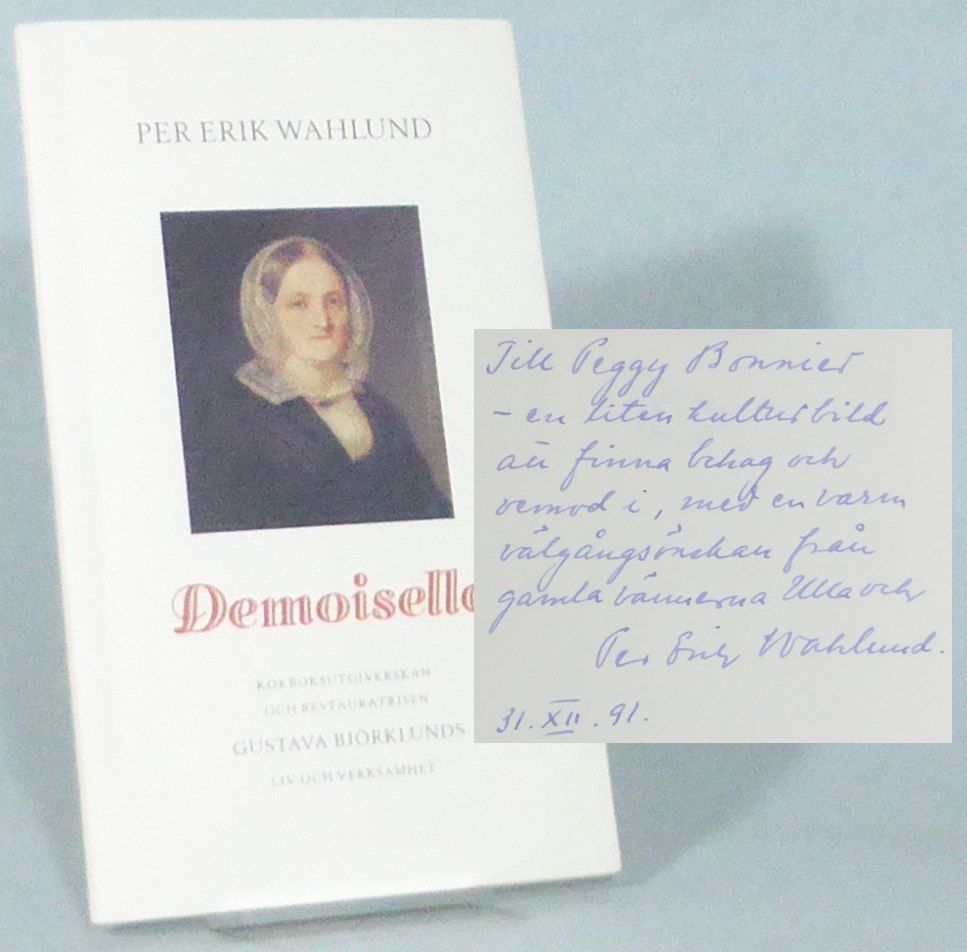 PER ERIK WAHLUND
Demoiselle
KOKBOKSUTGIVERSKAN
OCH RESTAURATRISEN
GUSTAVA BJÖRKLUNDS
LIV OCH VERKSAMHET
Till Peggy Bonnier
– en liten kulturbild
att finna behag och
vemod i, med en varm
välgångsönskan från
gamla vännerna Ulla och
Per Erik Wahlund.
31.XII.91.